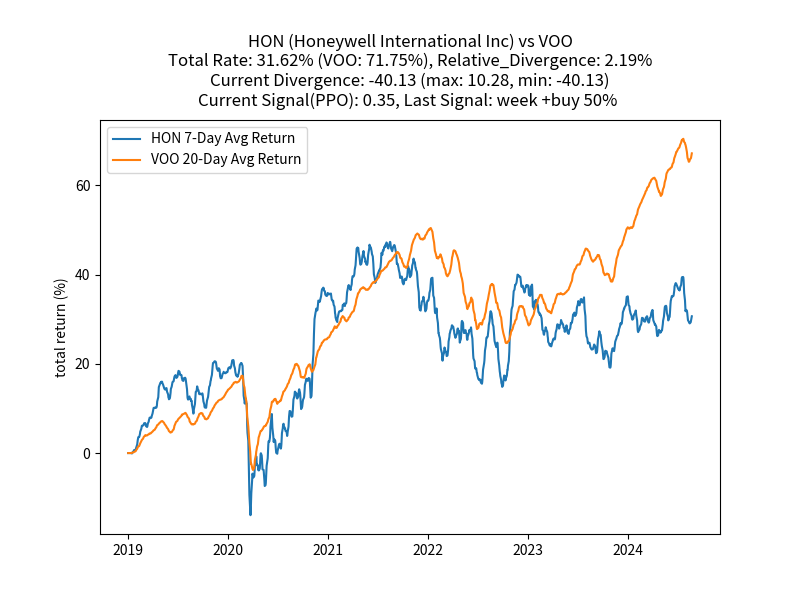 HON (Honeywell International Inc) vs VOO
Total Rate: 31.62% (VOO: 71.75%), Relative_Divergence: 2.19%
Current Divergence: -40.13 (max: 10.28, min: -40.13)
Current Signal(PPO): 0.35, Last Signal: week +buy 50%
HON 7-Day Avg Return
VOO 20-Day Avg Return
total return (%)
60
40
20
0
2019 2020 2021 2022 2023 2024